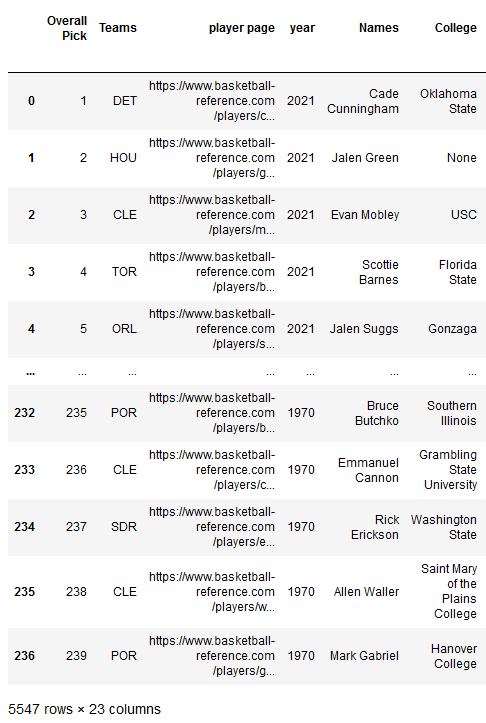 Overall Pick Teams player page year Names College
0 1 DET https://www.basketball-reference.com/players/c... 2021 Cade Cunningham Oklahoma State
1 2 HOU https://www.basketball-reference.com/players/g... 2021 Jalen Green None
2 3 CLE https://www.basketball-reference.com/players/m... 2021 Evan Mobley USC
3 4 TOR https://www.basketball-reference.com/players/b... 2021 Scottie Barnes Florida State
4 5 ORL https://www.basketball-reference.com/players/s... 2021 Jalen Suggs Gonzaga
... ... ... ... ... ... ...
232 235 POR https://www.basketball-reference.com/players/b... 1970 Bruce Butchko Southern Illinois
233 236 CLE https://www.basketball-reference.com/players/c... 1970 Emmanuel Cannon Grambling State University
234 237 SDR https://www.basketball-reference.com/players/e... 1970 Rick Erickson Washington State
235 238 CLE https://www.basketball-reference.com/players/w... 1970 Allen Waller Saint Mary of the Plains College
236 239 POR https://www.basketball-reference.com/players/g... 1970 Mark Gabriel Hanover College
5547 rows × 23 columns